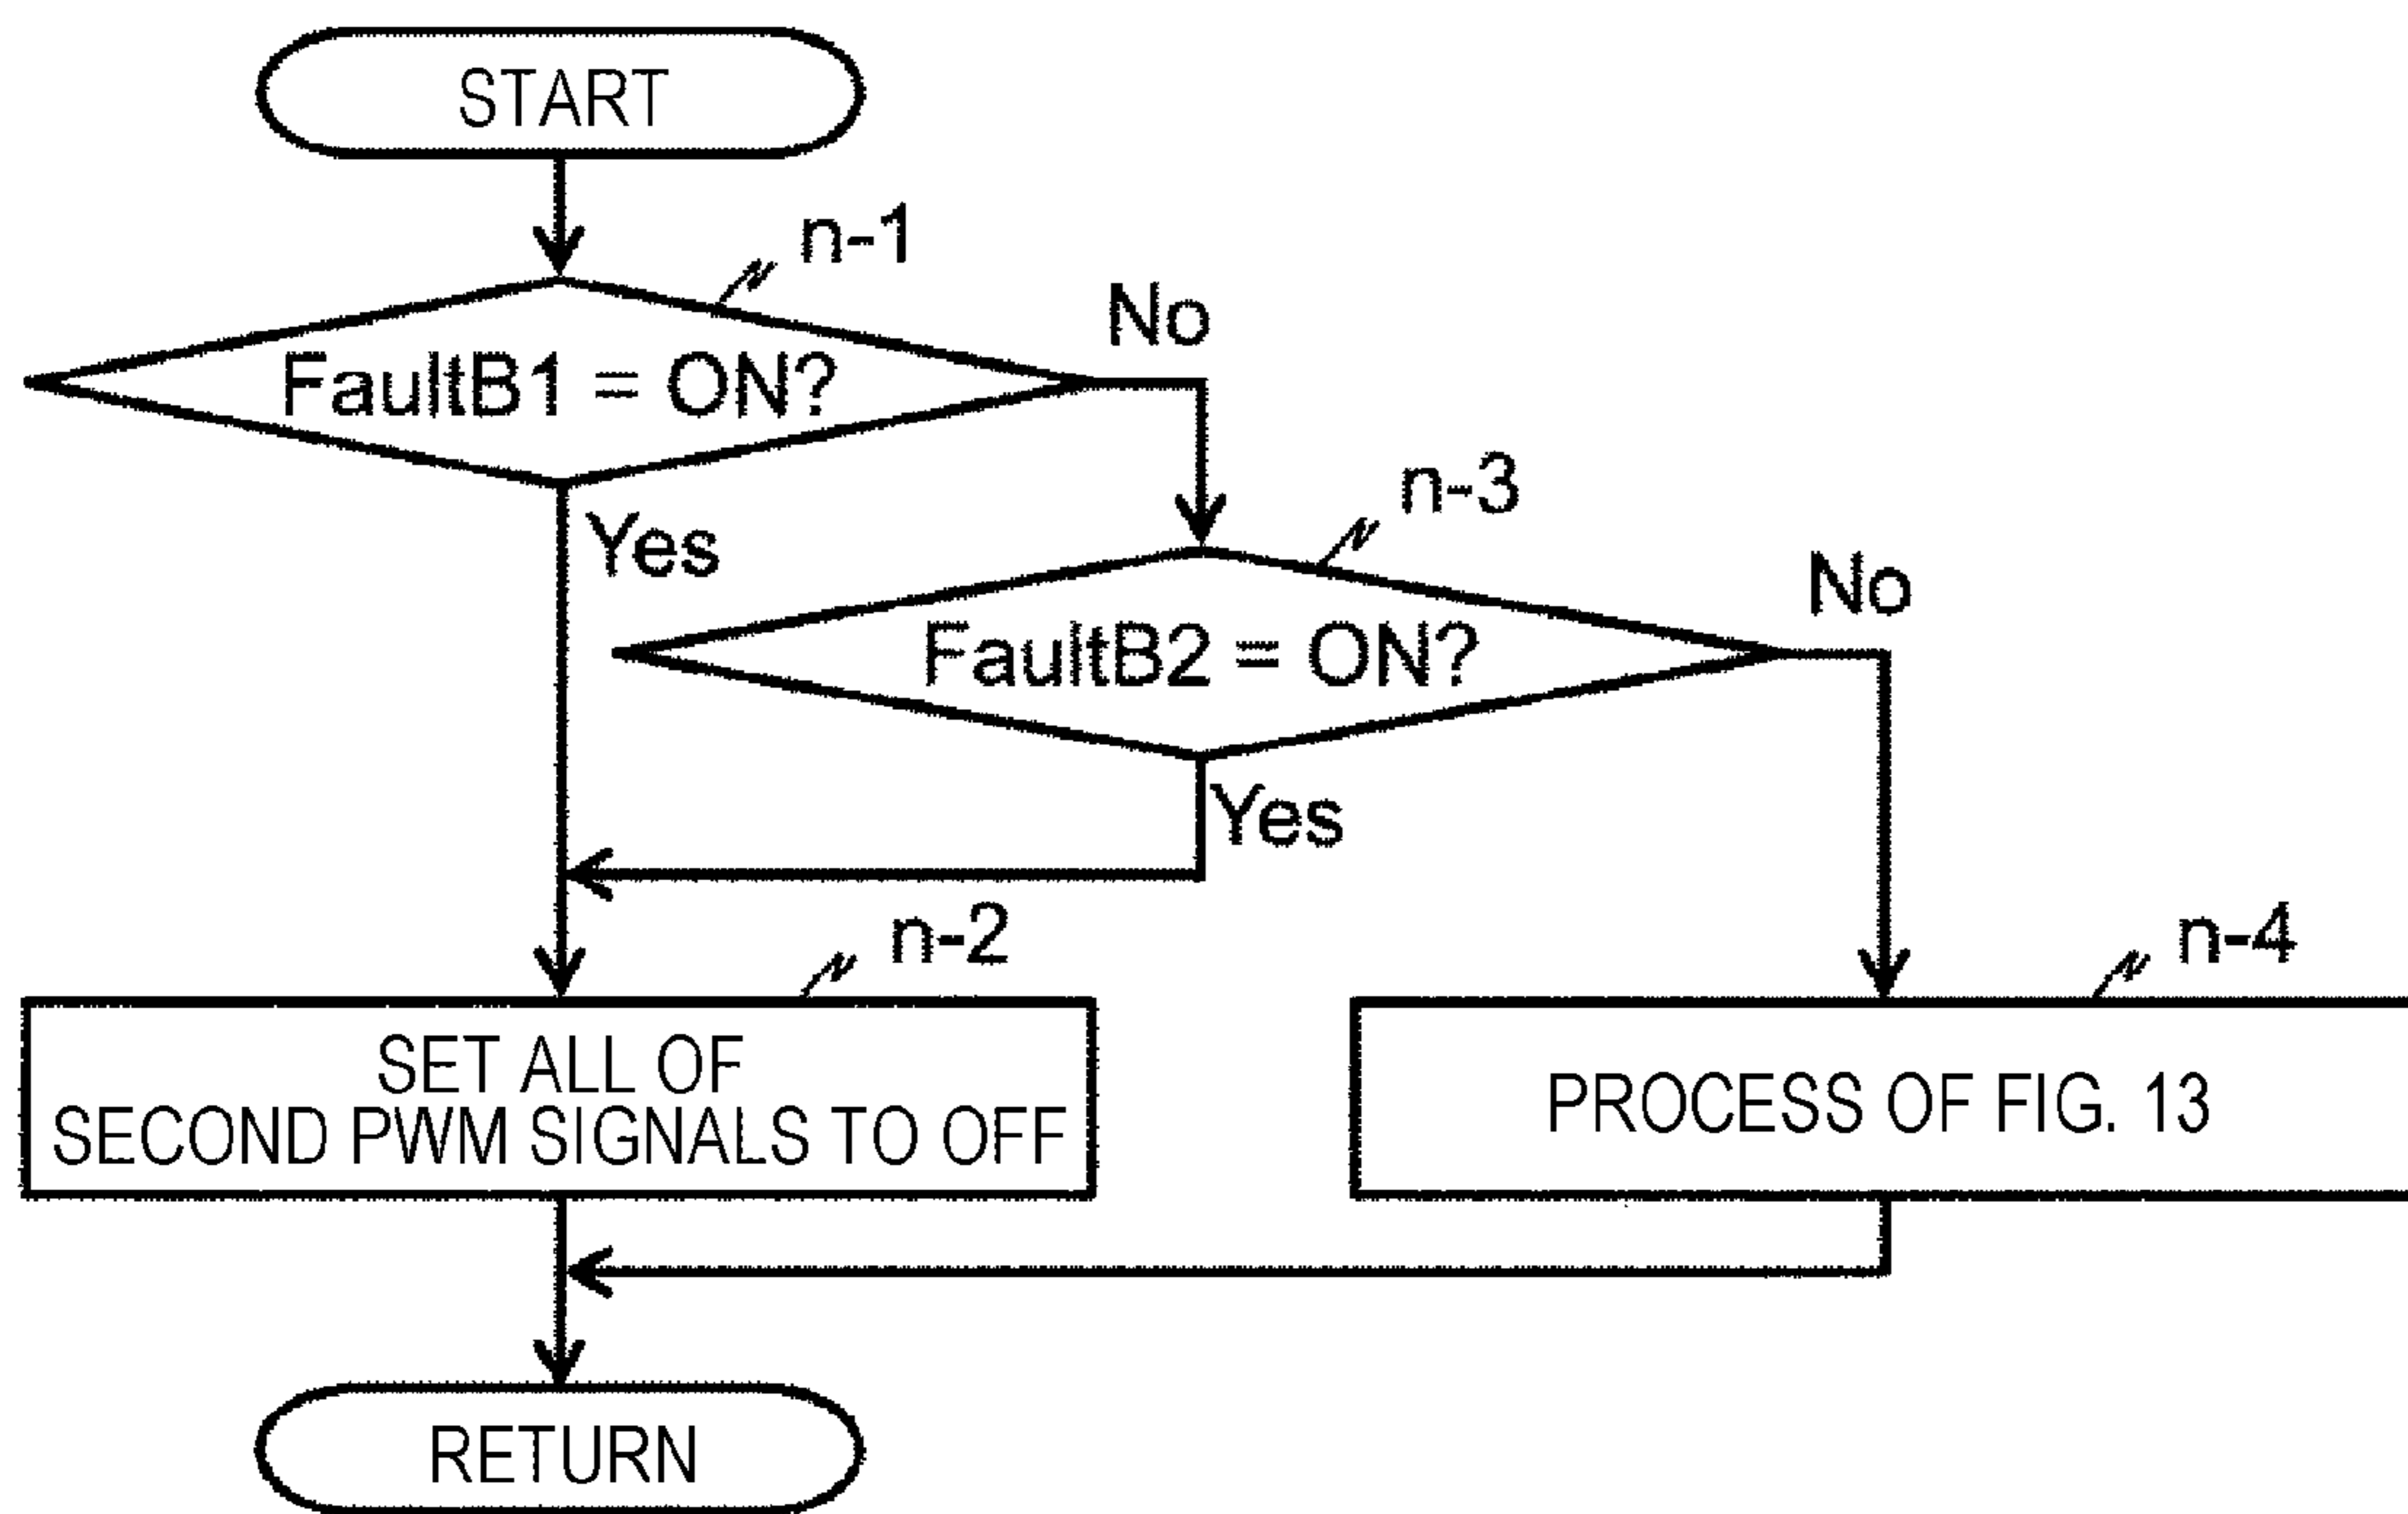 START
n-1
No
FaultB1 = ON?
Yes
n-3
No
FaultB2 = ON?
Yes
n-2
n-4
SET ALL OF
SECOND PWM SIGNALS TO OFF
PROCESS OF FIG. 13
RETURN